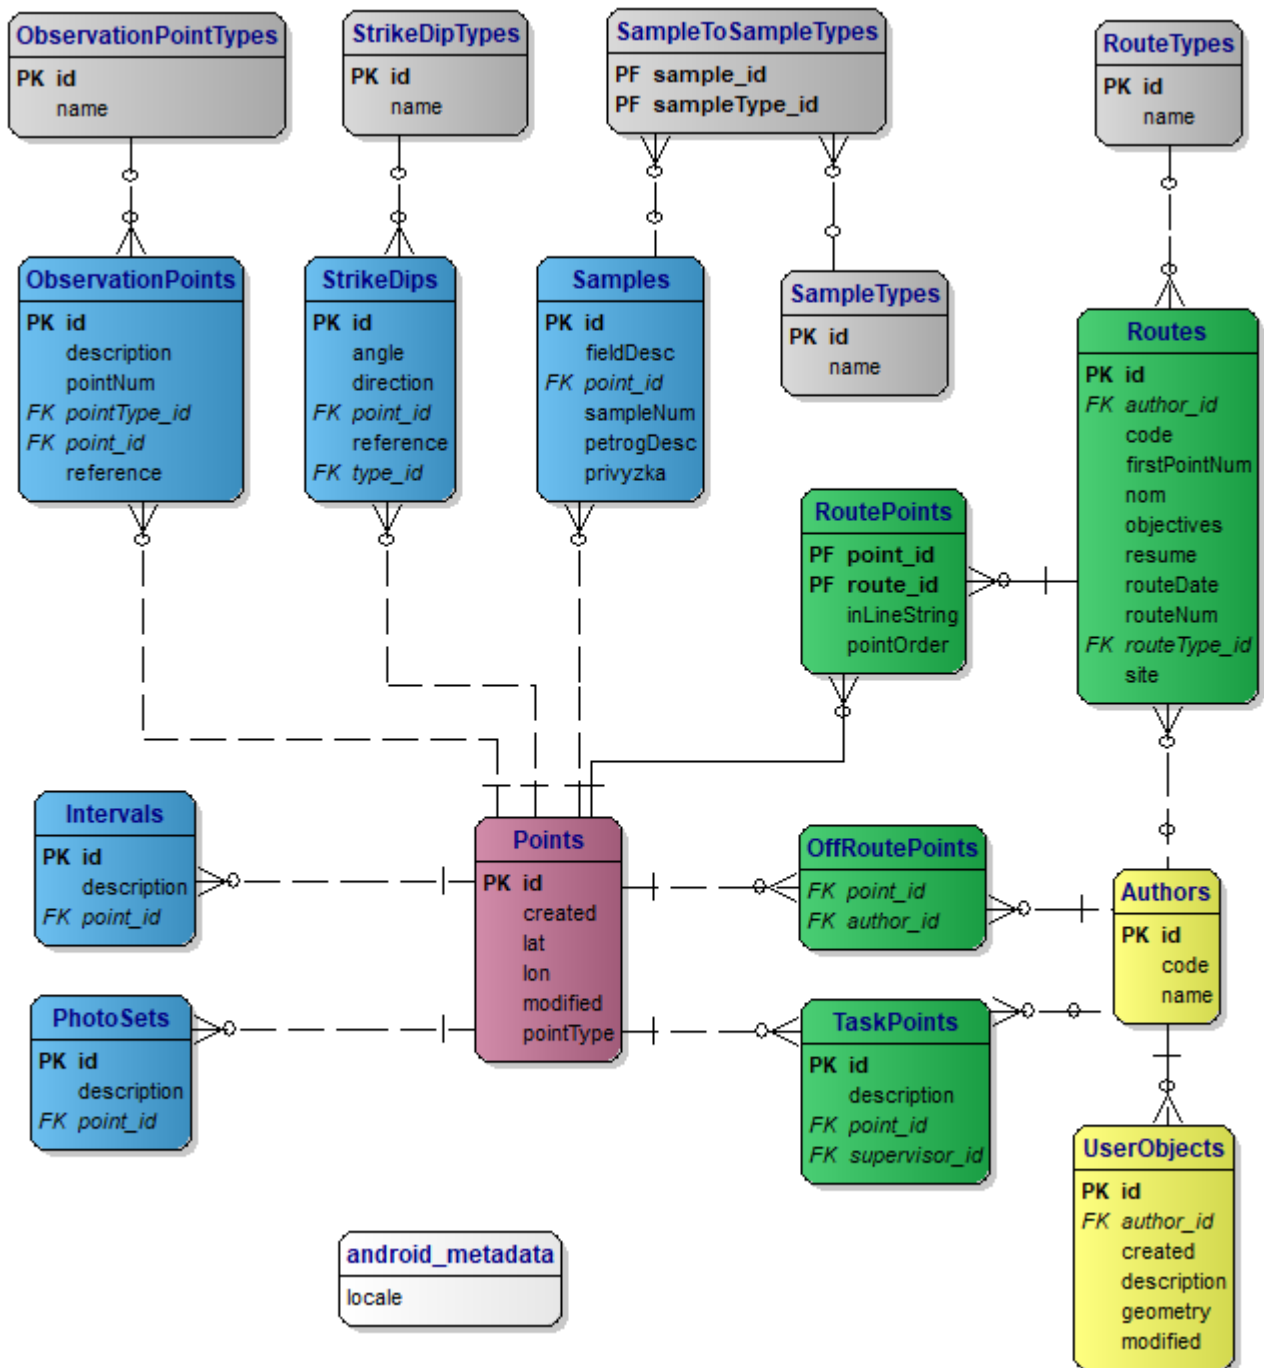 ObservationPointTypes
PK id
name
StrikeDipTypes
PK id
name
SampleToSampleTypes
PF sample_id
PF sampleType_id
RouteTypes
PK id
name
ObservationPoints
PK id
description
pointNum
FK pointType_id
FK point_id
reference
StrikeDips
PK id
angle
direction
FK point_id
reference
FK type_id
Samples
PK id
fieldDesc
FK point_id
sampleNum
petrogDesc
privyzka
SampleTypes
PK id
name
Routes
PK id
FK author_id
code
firstPointNum
nom
objectives
resume
routeDate
routeNum
FK routeType_id
site
RoutePoints
PF point_id
PF route_id
inLineString
pointOrder
Intervals
PK id
description
FK point_id
Points
PK id
created
lat
lon
modified
pointType
OffRoutePoints
FK point_id
FK author_id
Authors
PK id
code
name
PhotoSets
PK id
description
FK point_id
TaskPoints
PK id
description
FK point_id
FK supervisor_id
UserObjects
PK id
FK author_id
created
description
geometry
modified
android_metadata
locale